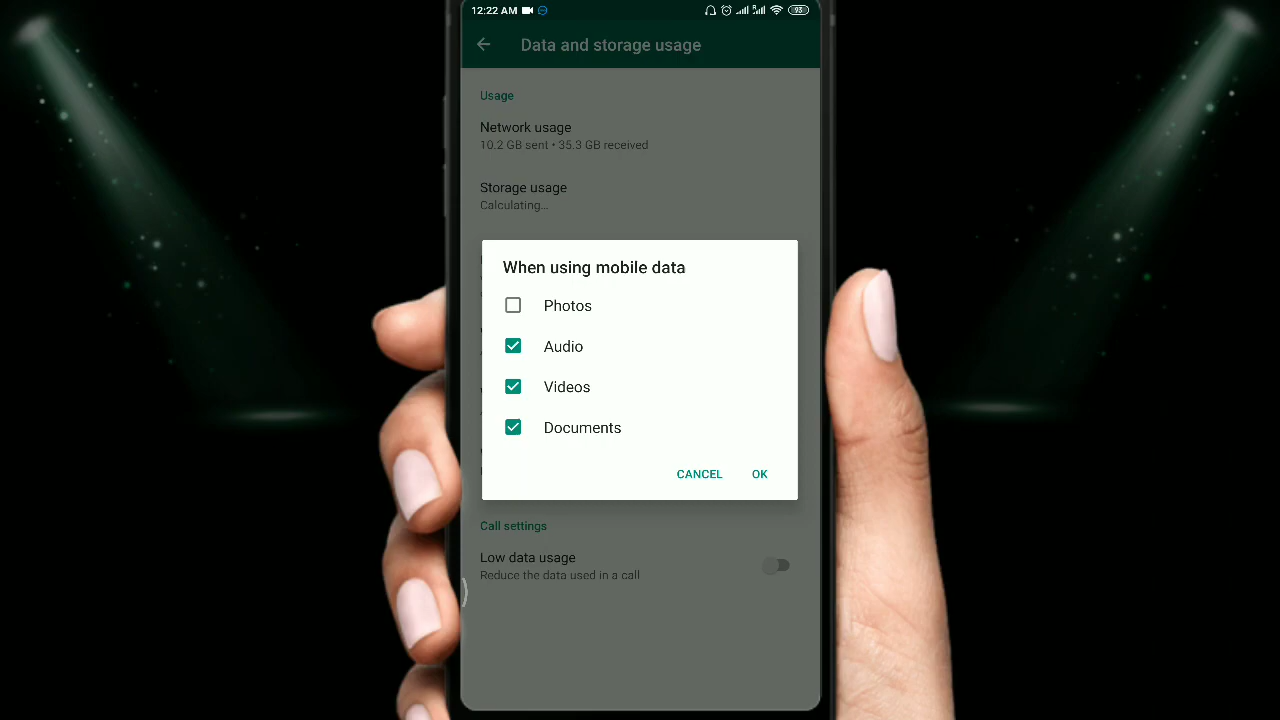 12:22 AM
93
Data and storage usage
Usage
Network usage
10.2 GB sent • 35.3 GB received
Storage usage
Calculating…
When using mobile data
Photos
Audio
Videos
Documents
CANCEL OK
Call settings
Low data usage
Reduce the data used in a call